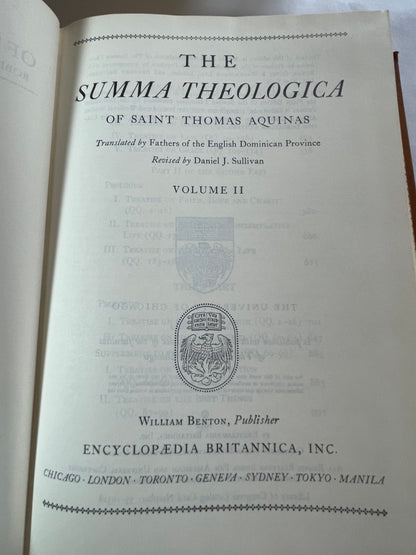 THE
SUMMA THEOLOGICA
OF SAINT THOMAS AQUINAS
Translated by Fathers of the English Dominican Province
Revised by Daniel J. Sullivan
VOLUME II
WILLIAM BENTON, Publisher
ENCYCLOPÆDIA BRITANNICA, INC.
CHICAGO · LONDON · TORONTO · GENEVA · SYDNEY · TOKYO · MANILA